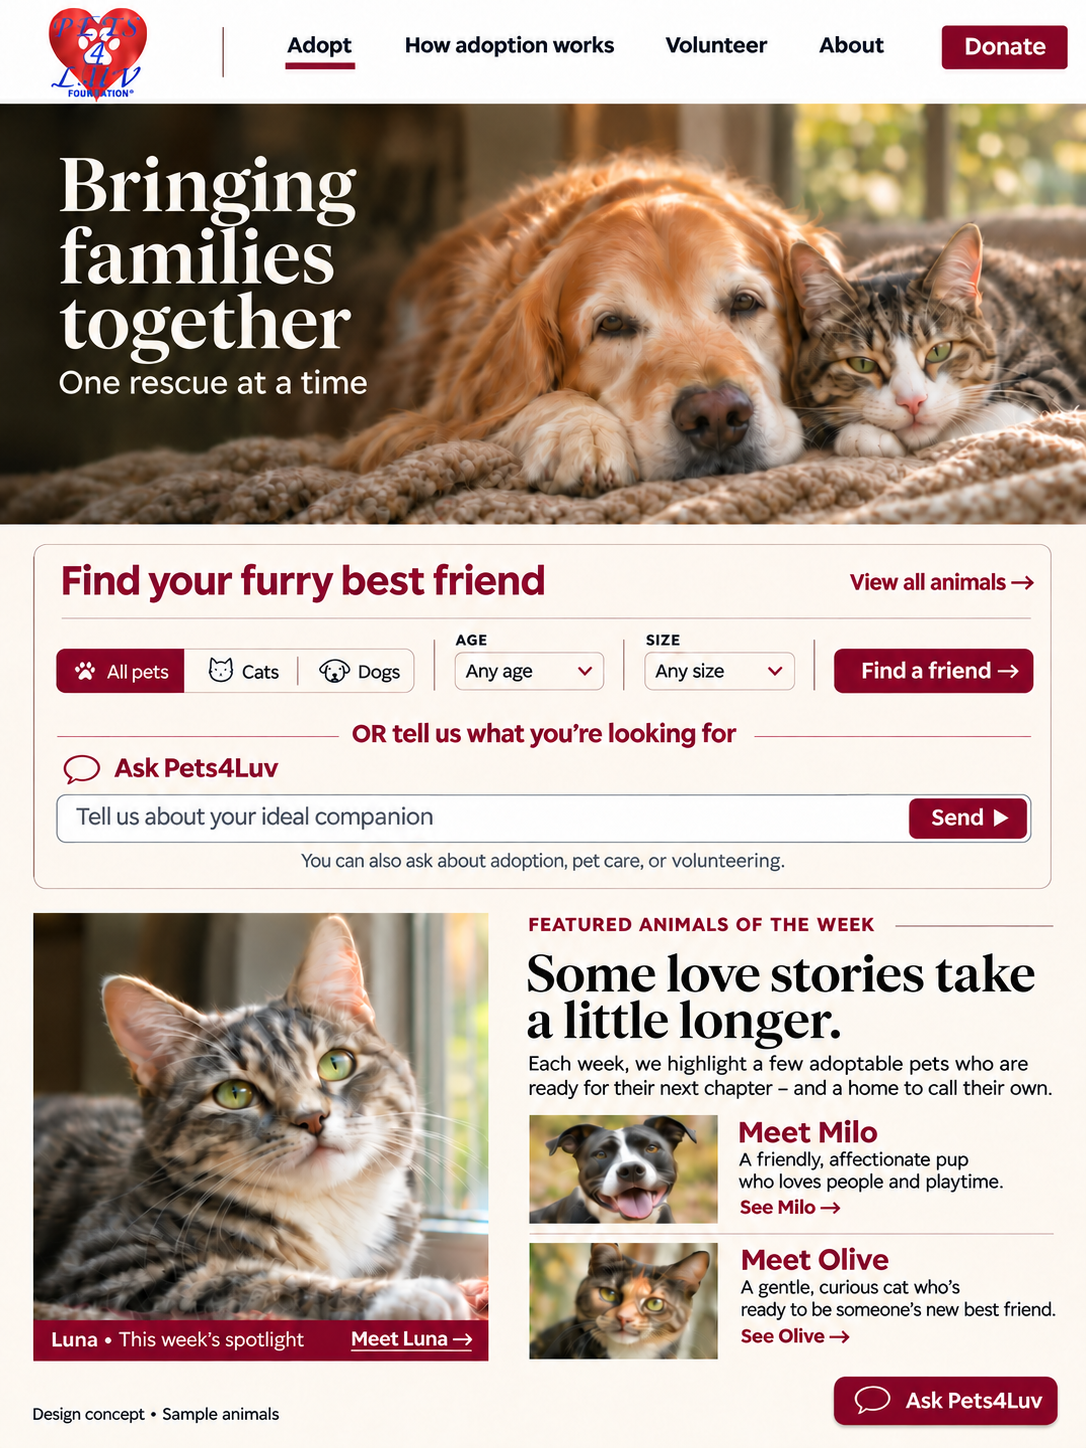 PETS
4
LUV
FOUNDATION®
Adopt
How adoption works
Volunteer
About
Donate
Bringing
families
together
One rescue at a time
Find your furry best friend
View all animals →
All pets
Cats
Dogs
AGE
Any age
SIZE
Any size
Find a friend →
OR tell us what you’re looking for
Ask Pets4Luv
Tell us about your ideal companion
Send ▶
You can also ask about adoption, pet care, or volunteering.
Luna • This week’s spotlight
Meet Luna →
FEATURED ANIMALS OF THE WEEK
Some love stories take
a little longer.
Each week, we highlight a few adoptable pets who are
ready for their next chapter – and a home to call their own.
Meet Milo
A friendly, affectionate pup
who loves people and playtime.
See Milo →
Meet Olive
A gentle, curious cat who’s
ready to be someone’s new best friend.
See Olive →
Design concept • Sample animals
Ask Pets4Luv